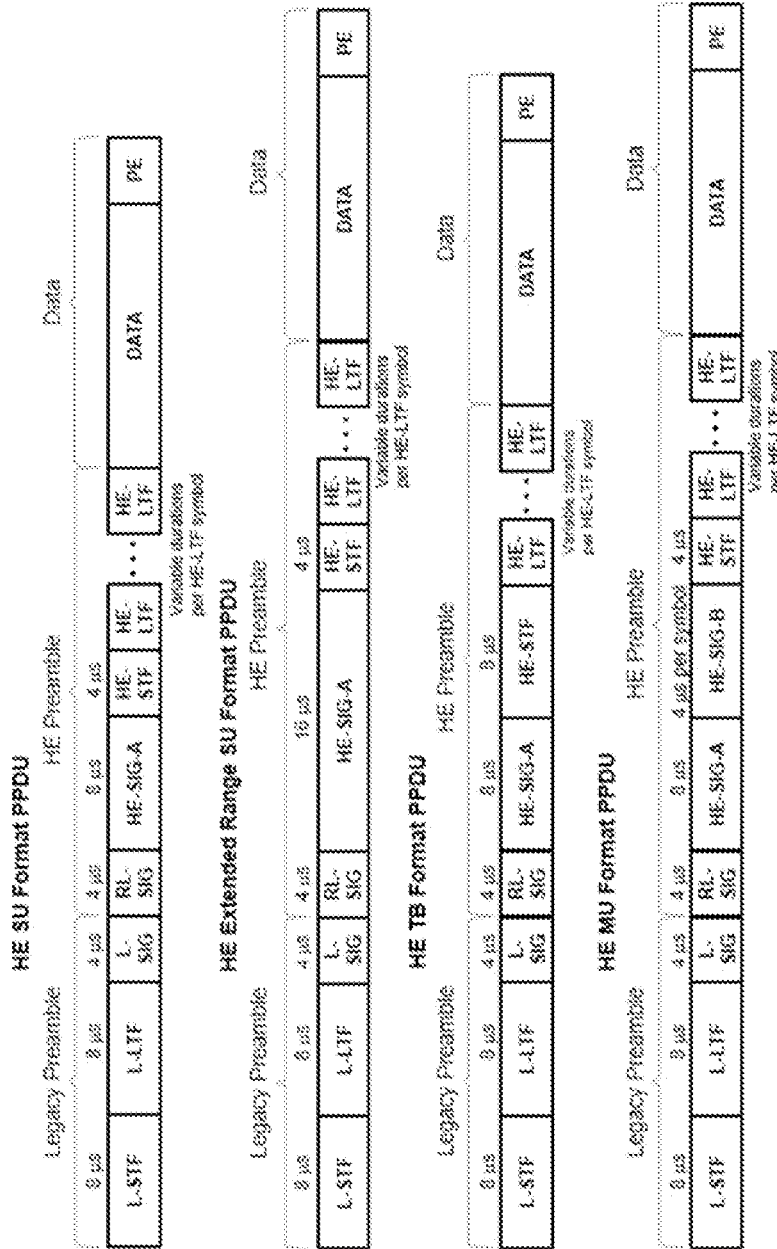 HE SU Format PPDU
Legacy Preamble HE Preamble Data
8 µs 8 µs 4 µs 4 µs 8 µs 4 µs
L-STF L-LTF L-SIG RL-SIG HE-SIG-A HE-STF HE-LTF • • • • HE-LTF DATA PE
Variable durations
per HE-LTF symbol
HE Extended Range SU Format PPDU
Legacy Preamble HE Preamble Data
8 µs 8 µs 4 µs 4 µs 16 µs 4 µs
L-STF L-LTF L-SIG RL-SIG HE-SIG-A HE-STF HE-LTF • • • HE-LTF DATA PE
Variable durations
per HE-LTF symbol
HE TB Format PPDU
Legacy Preamble HE Preamble Data
8 µs 8 µs 4 µs 4 µs 8 µs 8 µs
L-STF L-LTF L-SIG RL-SIG HE-SIG-A HE-STF HE-LTF • • • HE-LTF DATA PE
Variable durations
per HE-LTF symbol
HE MU Format PPDU
Legacy Preamble HE Preamble Data
8 µs 8 µs 4 µs 4 µs 8 µs 4 µs per symbol 4 µs
L-STF L-LTF L-SIG RL-SIG HE-SIG-A HE-SIG-B HE-STF HE-LTF • • • HE-LTF DATA PE
Variable durations
per HE-LTF symbol